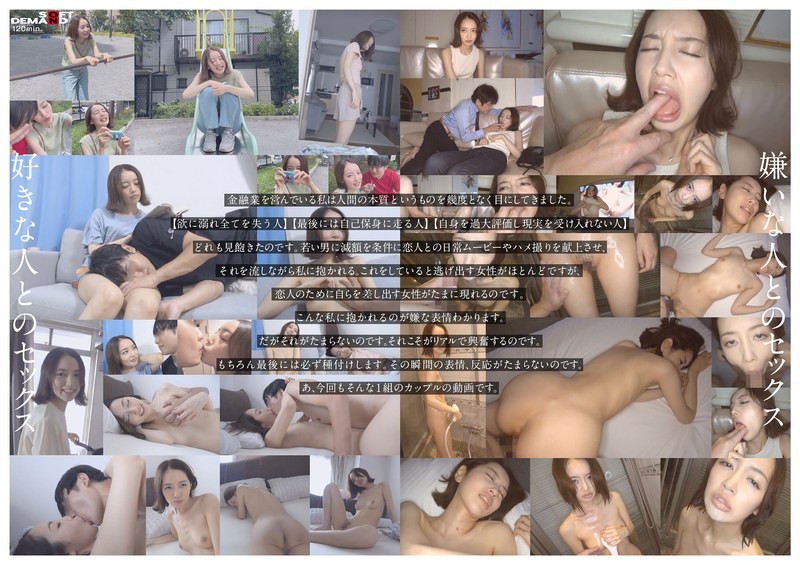 SOFT ON
DEMAND
120min.
好きな人とのセックス
嫌いな人とのセックス
金融業を営んでいる私は人間の本質というものを幾度となく目にしてきました。
【欲に溺れ全てを失う人】【最後には自己保身に走る人】【自身を過大評価し現実を受け入れない人】
どれも見飽きたのです。若い男に減額を条件に恋人との日常ムービーやハメ撮りを献上させ、
それを流しながら私に抱かれる、これをしていると逃げ出す女性がほとんどですが、
恋人のために自らを差し出す女性がたまに現れるのです。
こんな私に抱かれるのが嫌な表情わかります。
だがそれがたまらないのです。それこそがリアルで興奮するのです。
もちろん最後には必ず種付けします。その瞬間の表情、反応がたまらないのです。
あ、今回もそんな1組のカップルの動画です。